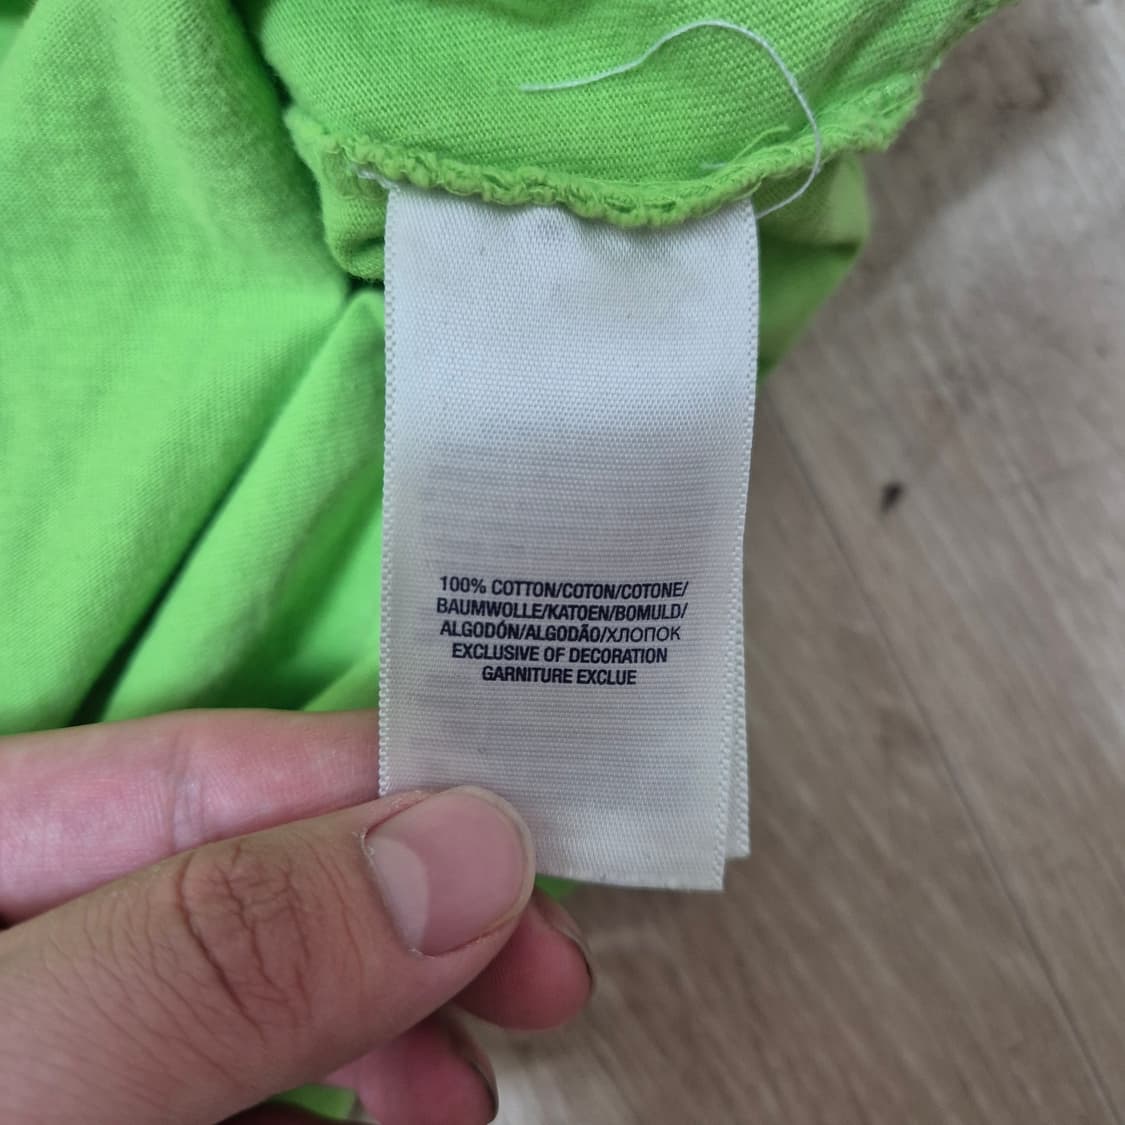 100% COTTON/COTON/COTONE/
BAUMWOLLE/KATOEN/BOMULD/
ALGODÓN/ALGODÃO/ХЛОПОК
EXCLUSIVE OF DECORATION
GARNITURE EXCLUE